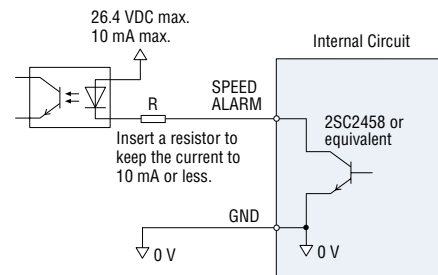 26.4 VDC max.
10 mA max.
Internal Circuit
SPEED
ALARM
R
2SC2458 or
equivalent
Insert a resistor to
keep the current to
10 mA or less.
GND
0 V
0 V